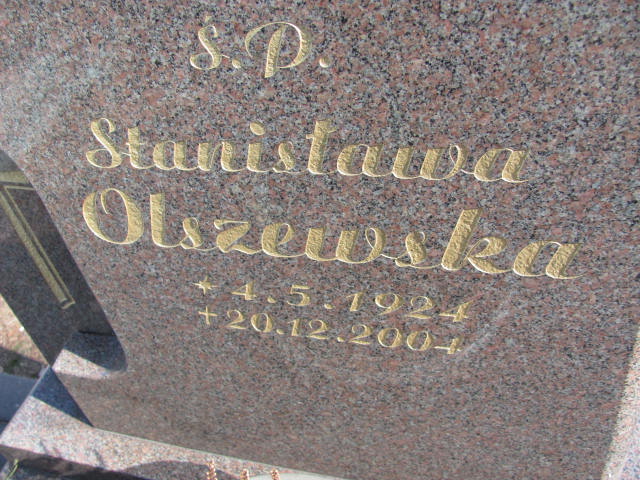 Ś.P.
Stanisława
Olszewska
* 4.5.1924
+ 20.12.2004